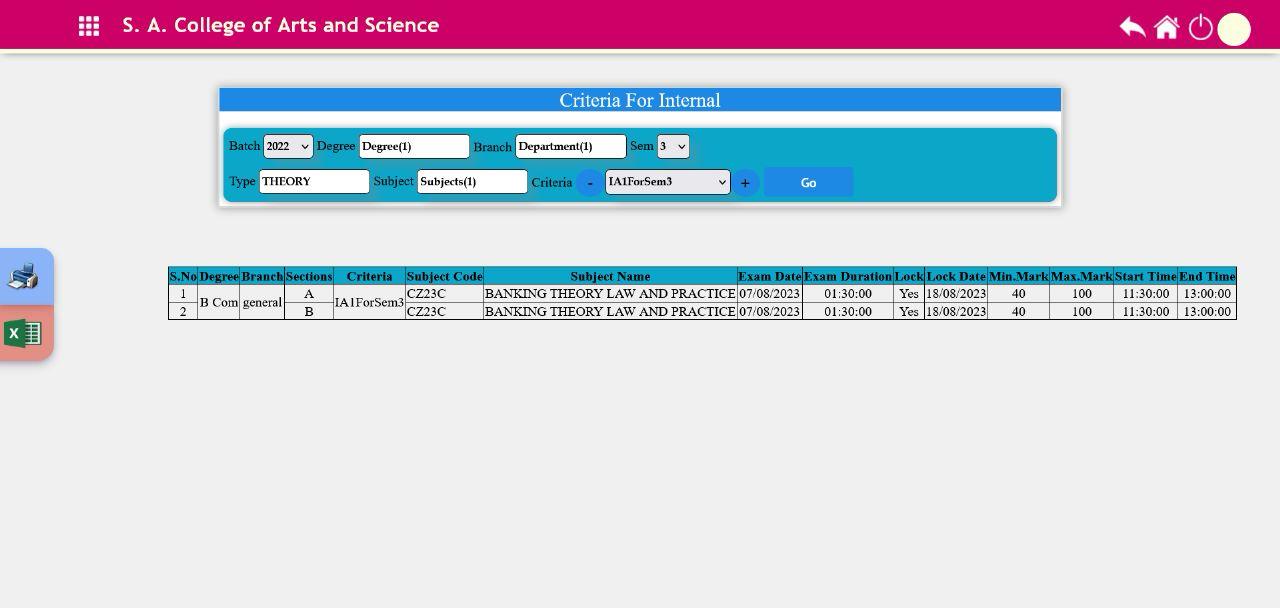 S. A. College of Arts and Science
Criteria For Internal
Batch 2022 Degree Degree(1) Branch Department(1) Sem 3
Type THEORY Subject Subjects(1) Criteria - IA1ForSem3 + Go
S.No Degree Branch Sections Criteria Subject Code Subject Name Exam Date Exam Duration Lock Lock Date Min.Mark Max.Mark Start Time End Time
1 B Com general A IA1ForSem3 CZ23C BANKING THEORY LAW AND PRACTICE 07/08/2023 01:30:00 Yes 18/08/2023 40 100 11:30:00 13:00:00
2 B CZ23C BANKING THEORY LAW AND PRACTICE 07/08/2023 01:30:00 Yes 18/08/2023 40 100 11:30:00 13:00:00
X